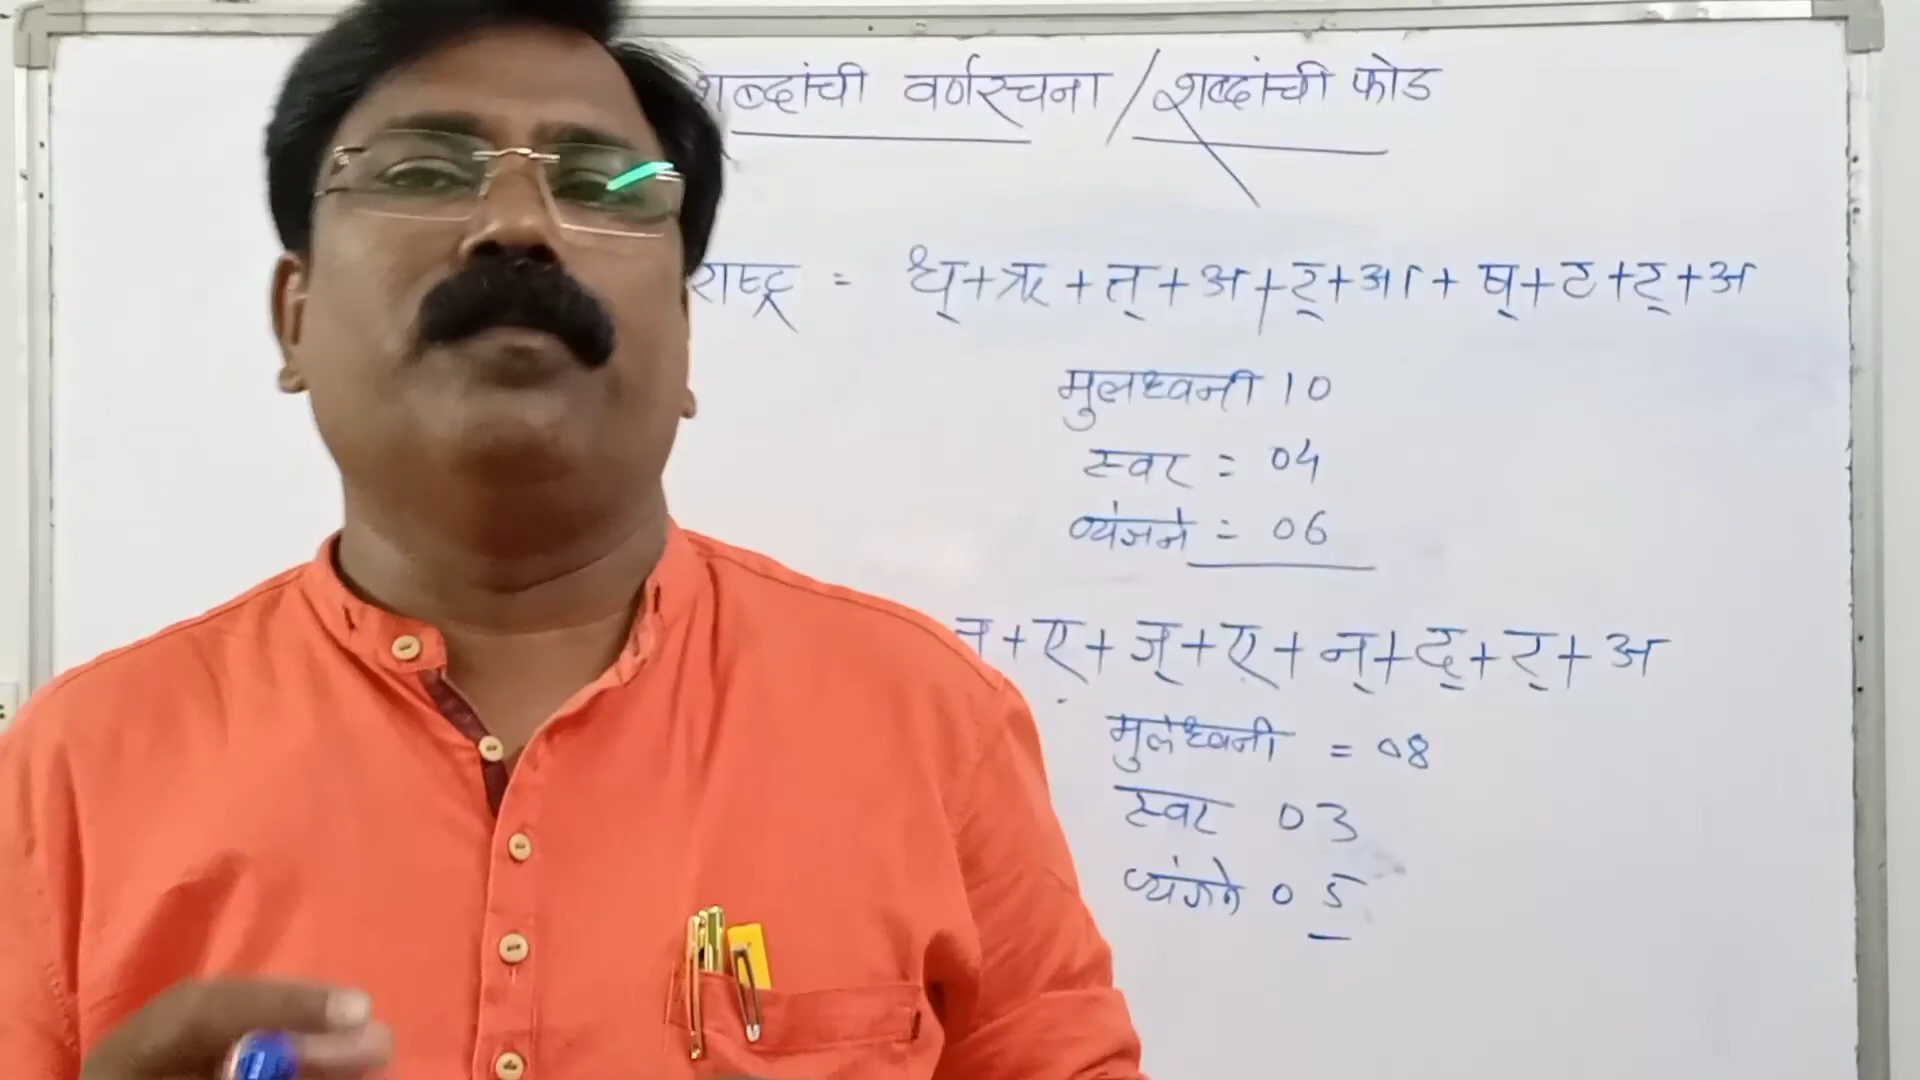 शब्दांची वर्णरचना / शब्दांची फोड
राष्ट्र = ध्+ऋ+त्+अ+र्+आ+ष्+ट+र्+अ
मुलध्वनी 10
स्वर = 04
व्यंजने = 06
+ए+ज्+ए+न्+द्+र्+अ
मुलध्वनी = 08
स्वर 03
व्यंजने 05